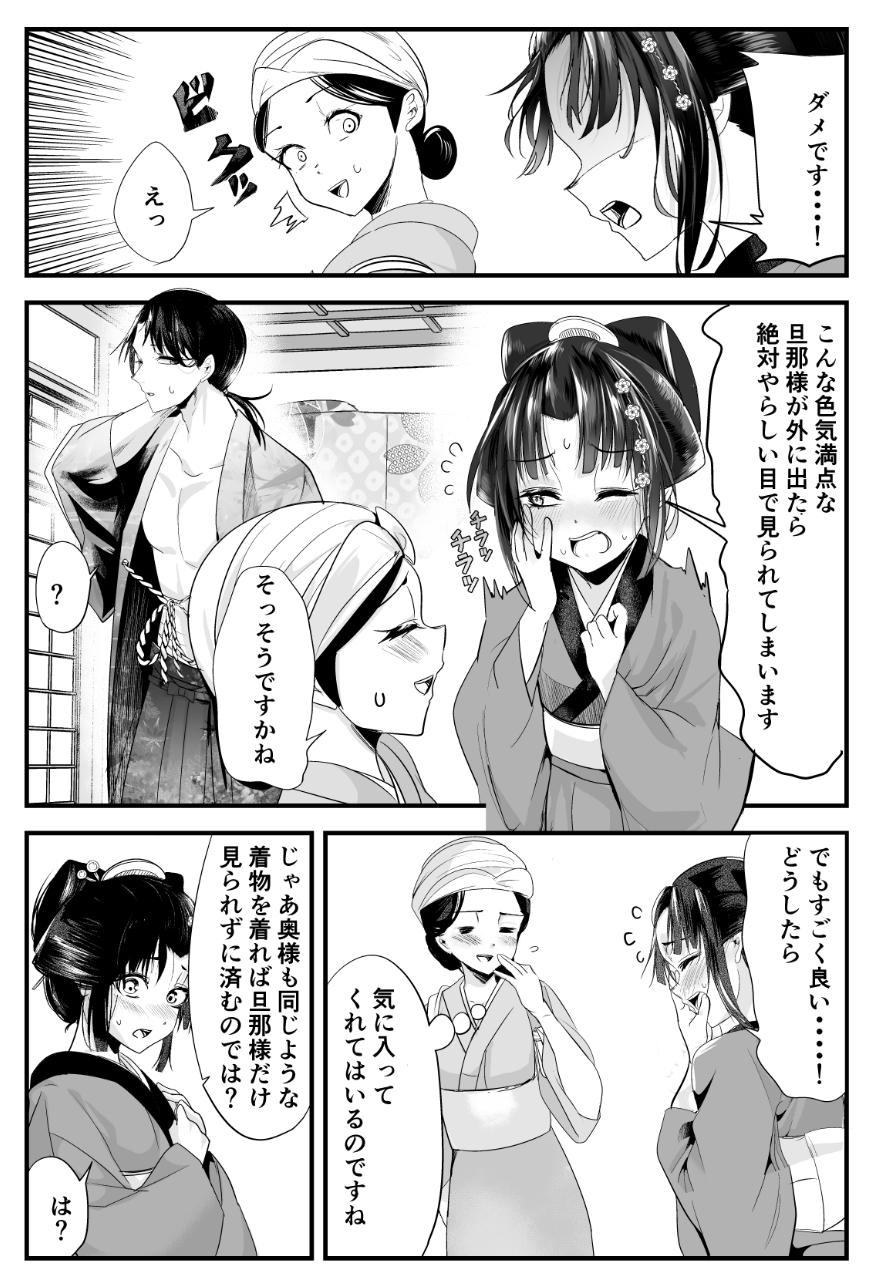 ダメです・・・!
ビクッ
えっ
こんな色気満点な
旦那様が外に出たら
絶対やらしい目で見られてしまいます
チラッ
チラッ
そっそうですかね
?
でもすごく良い・・・・!
どうしたら
気に入って
くれてはいるのですね
じゃあ奥様も同じような
着物を着れば旦那様だけ
見られずに済むのでは?
は?